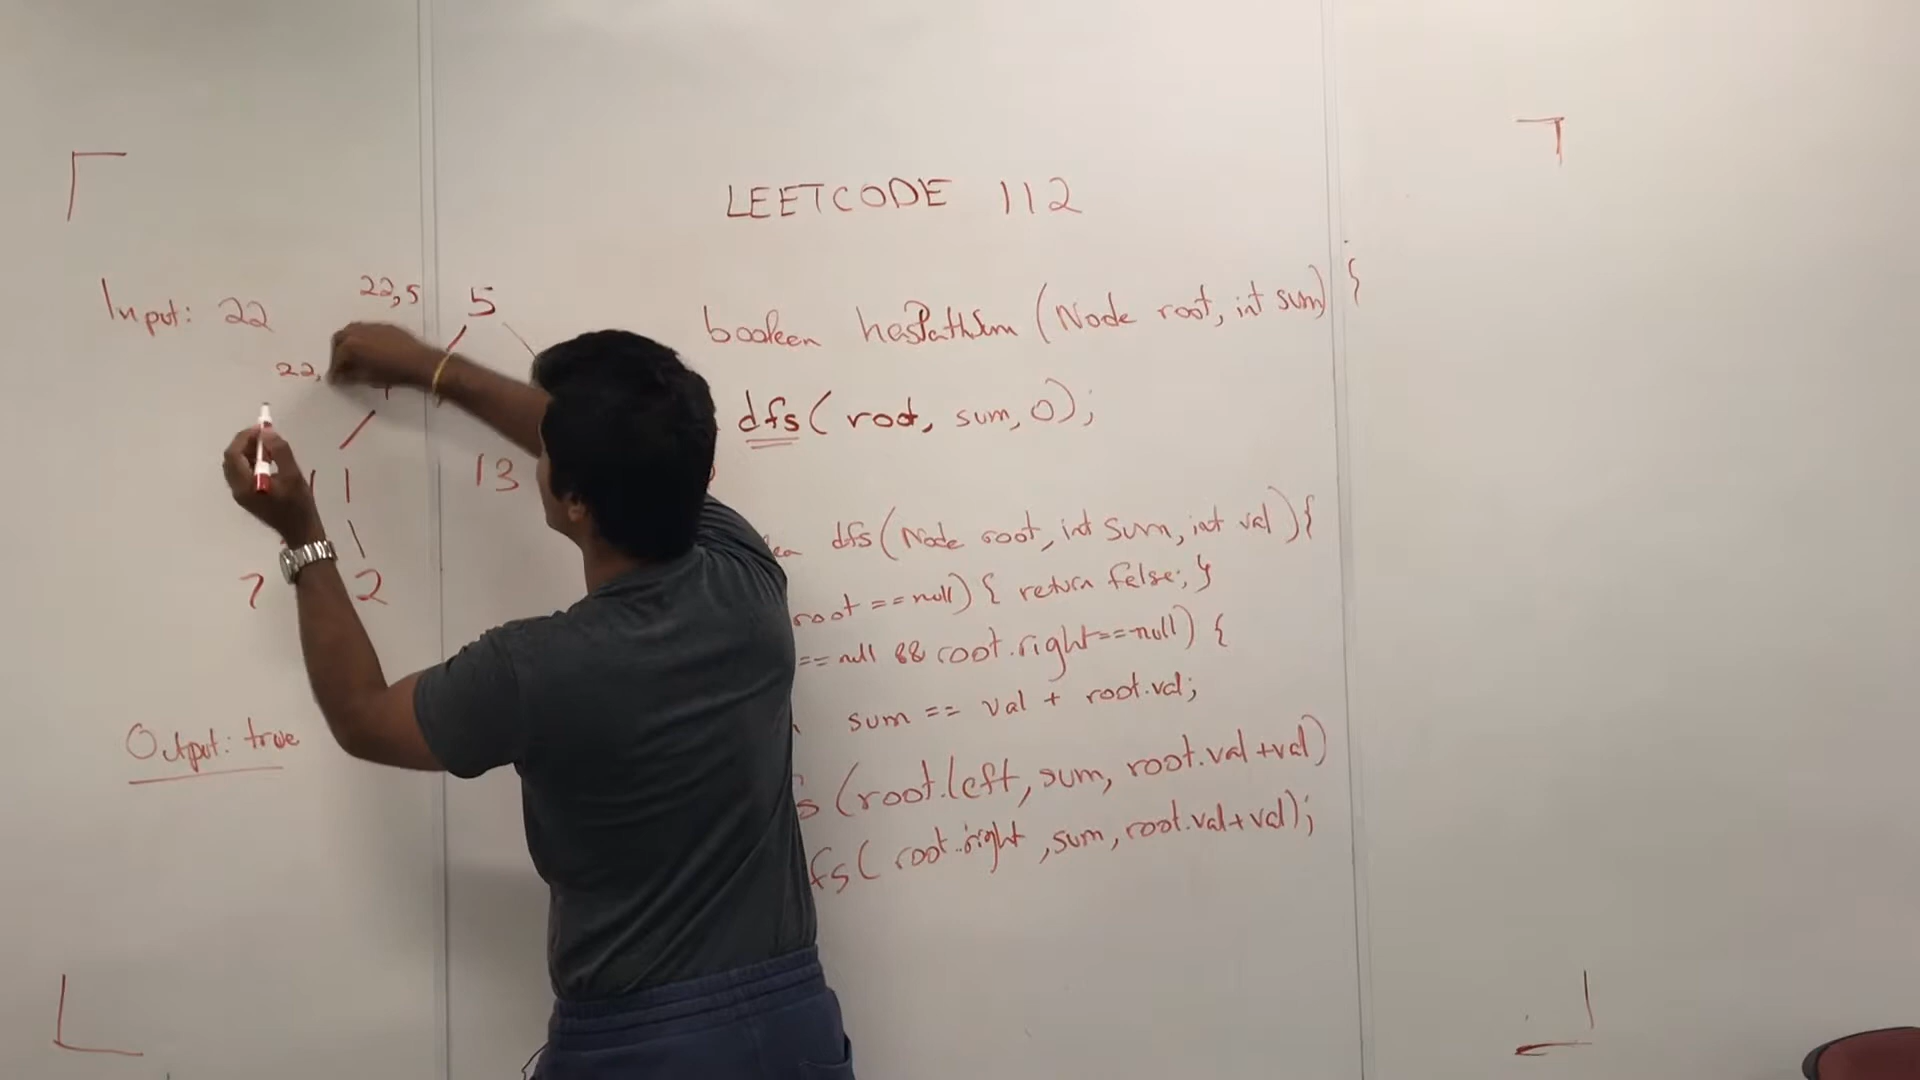 LEETCODE 112
Input: 22
22,5
5
22,
11
13
7
2
Output: true
boolean hasPathSum (Node root, int sum) {
dfs( root, sum, 0);
dfs(Node root, int sum, int val){
root == null) { return false; }
== null && root.right==null) {
sum == val + root.val;
(root.left, sum, root.val +val)
fs( root.right ,sum, root.val+val);